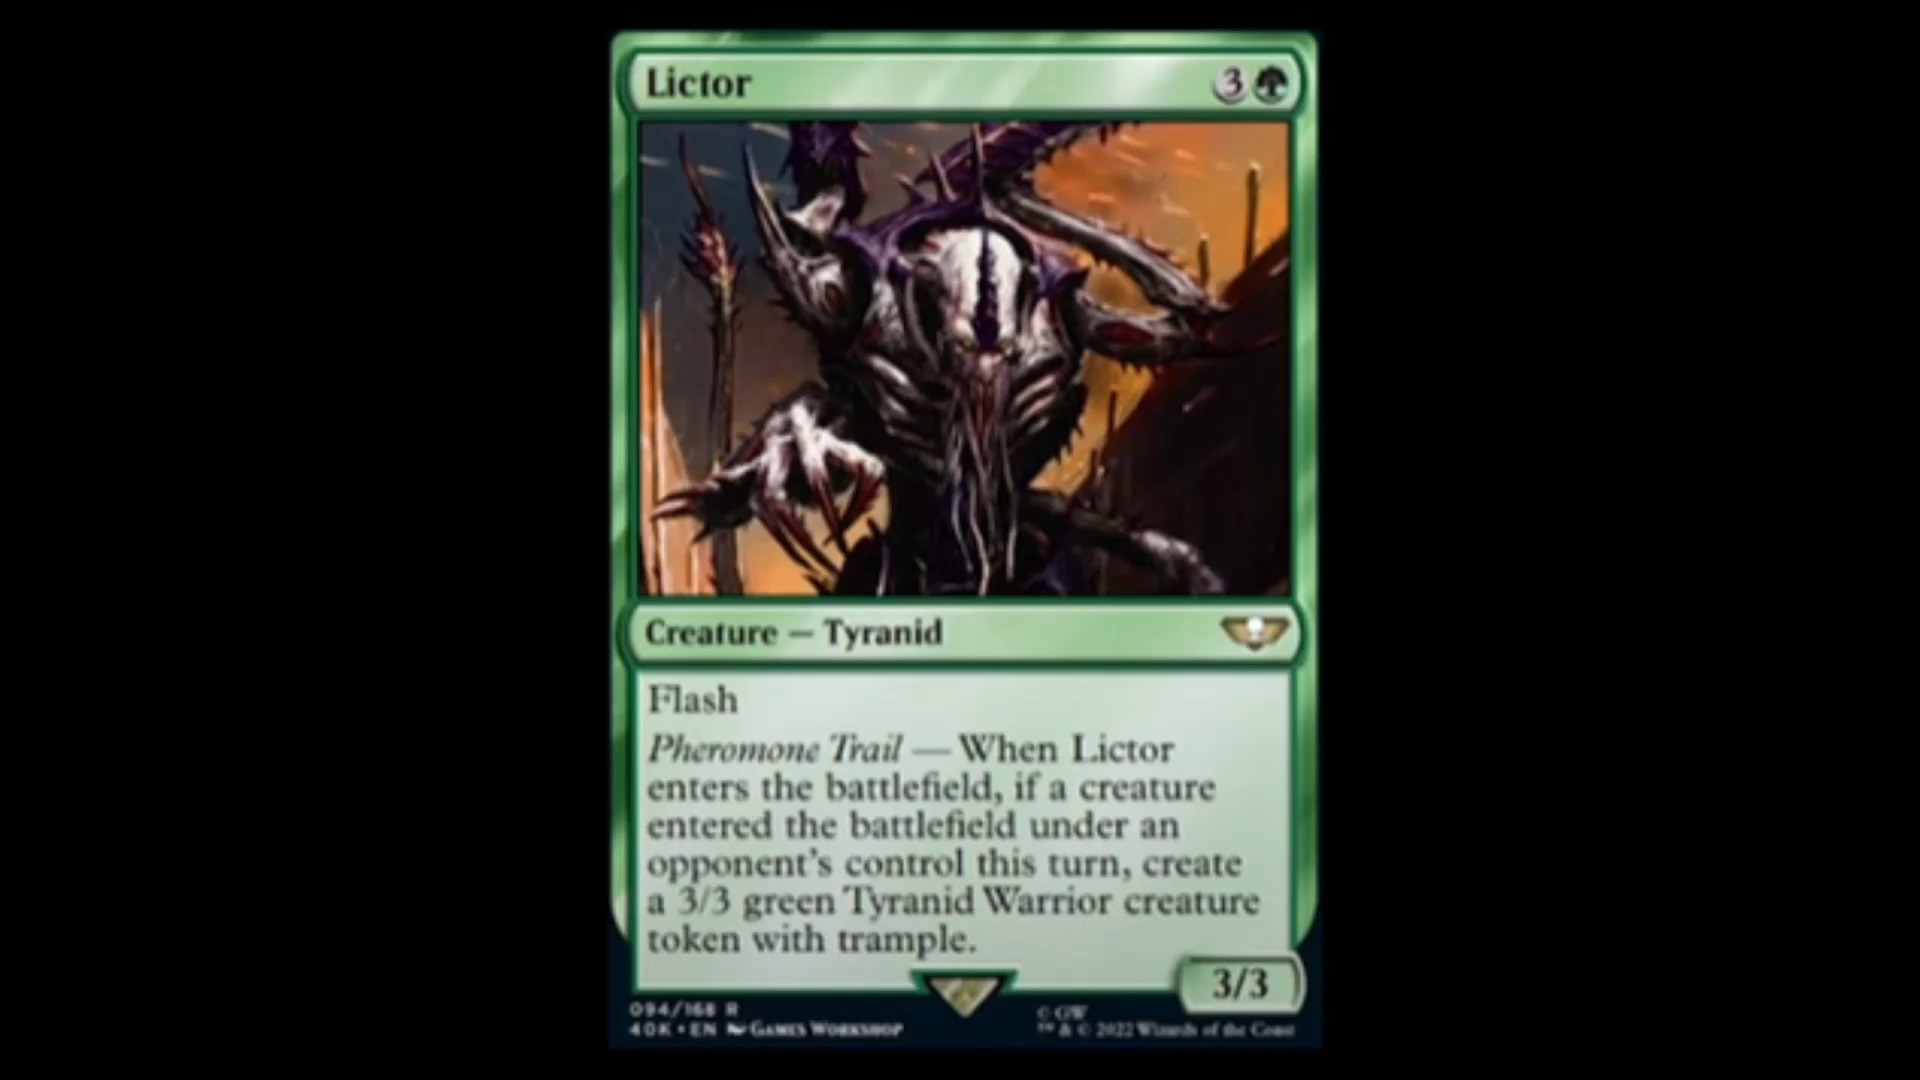 Lictor 3
Creature — Tyranid
Flash
Pheromone Trail — When Lictor
enters the battlefield, if a creature
entered the battlefield under an
opponent's control this turn, create
a 3/3 green Tyranid Warrior creature
token with trample.
3/3
094/168 R
40K • EN GAMES WORKSHOP
© GW
™ & © 2022 Wizards of the Coast